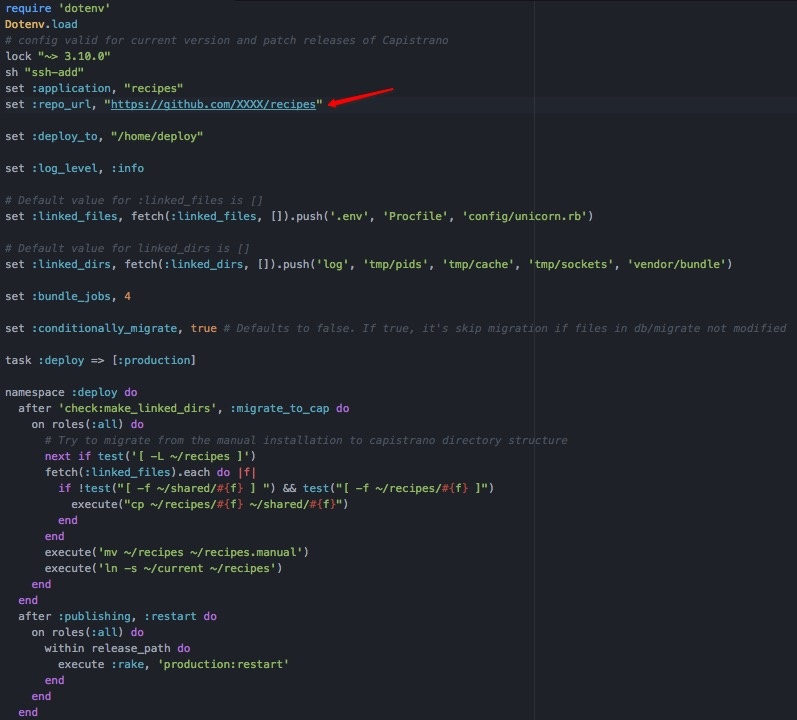 require 'dotenv'
Dotenv.load
# config valid for current version and patch releases of Capistrano
lock "~> 3.10.0"
sh "ssh-add"
set :application, "recipes"
set :repo_url, "https://github.com/XXXX/recipes"
set :deploy_to, "/home/deploy"
set :log_level, :info
# Default value for :linked_files is []
set :linked_files, fetch(:linked_files, []).push('.env', 'Procfile', 'config/unicorn.rb')
# Default value for linked_dirs is []
set :linked_dirs, fetch(:linked_dirs, []).push('log', 'tmp/pids', 'tmp/cache', 'tmp/sockets', 'vendor/bundle')
set :bundle_jobs, 4
set :conditionally_migrate, true # Defaults to false. If true, it's skip migration if files in db/migrate not modified
task :deploy => [:production]
namespace :deploy do
  after 'check:make_linked_dirs', :migrate_to_cap do
    on roles(:all) do
      # Try to migrate from the manual installation to capistrano directory structure
      next if test('[ -L ~/recipes ]')
      fetch(:linked_files).each do |f|
        if !test("[ -f ~/shared/#{f} ] ") && test("[ -f ~/recipes/#{f} ]")
          execute("cp ~/recipes/#{f} ~/shared/#{f}")
        end
      end
      execute('mv ~/recipes ~/recipes.manual')
      execute('ln -s ~/current ~/recipes')
    end
  end
  after :publishing, :restart do
    on roles(:all) do
      within release_path do
        execute :rake, 'production:restart'
      end
    end
  end